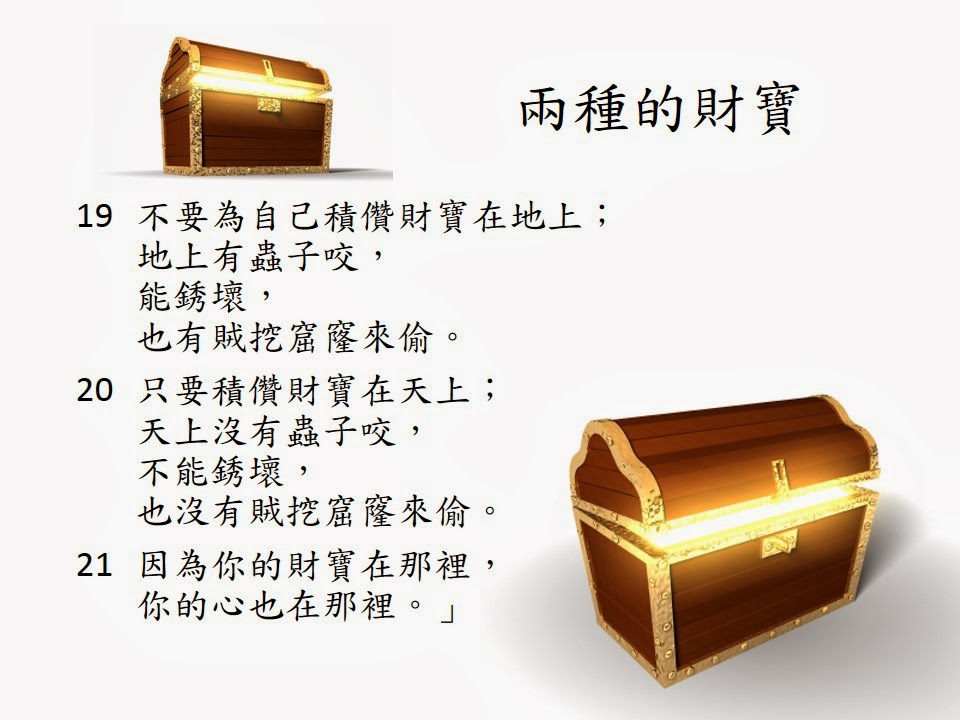 兩種的財寶
19 不要為自己積儹財寶在地上；
地上有蟲子咬，
能銹壞，
也有賊挖窟窿來偷。
20 只要積儹財寶在天上；
天上沒有蟲子咬，
不能銹壞，
也沒有賊挖窟窿來偷。
21 因為你的財寶在那裡，
你的心也在那裡。」